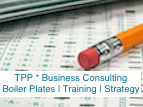 TPP * Business Consulting
Boiler Plates I Training I Strategy